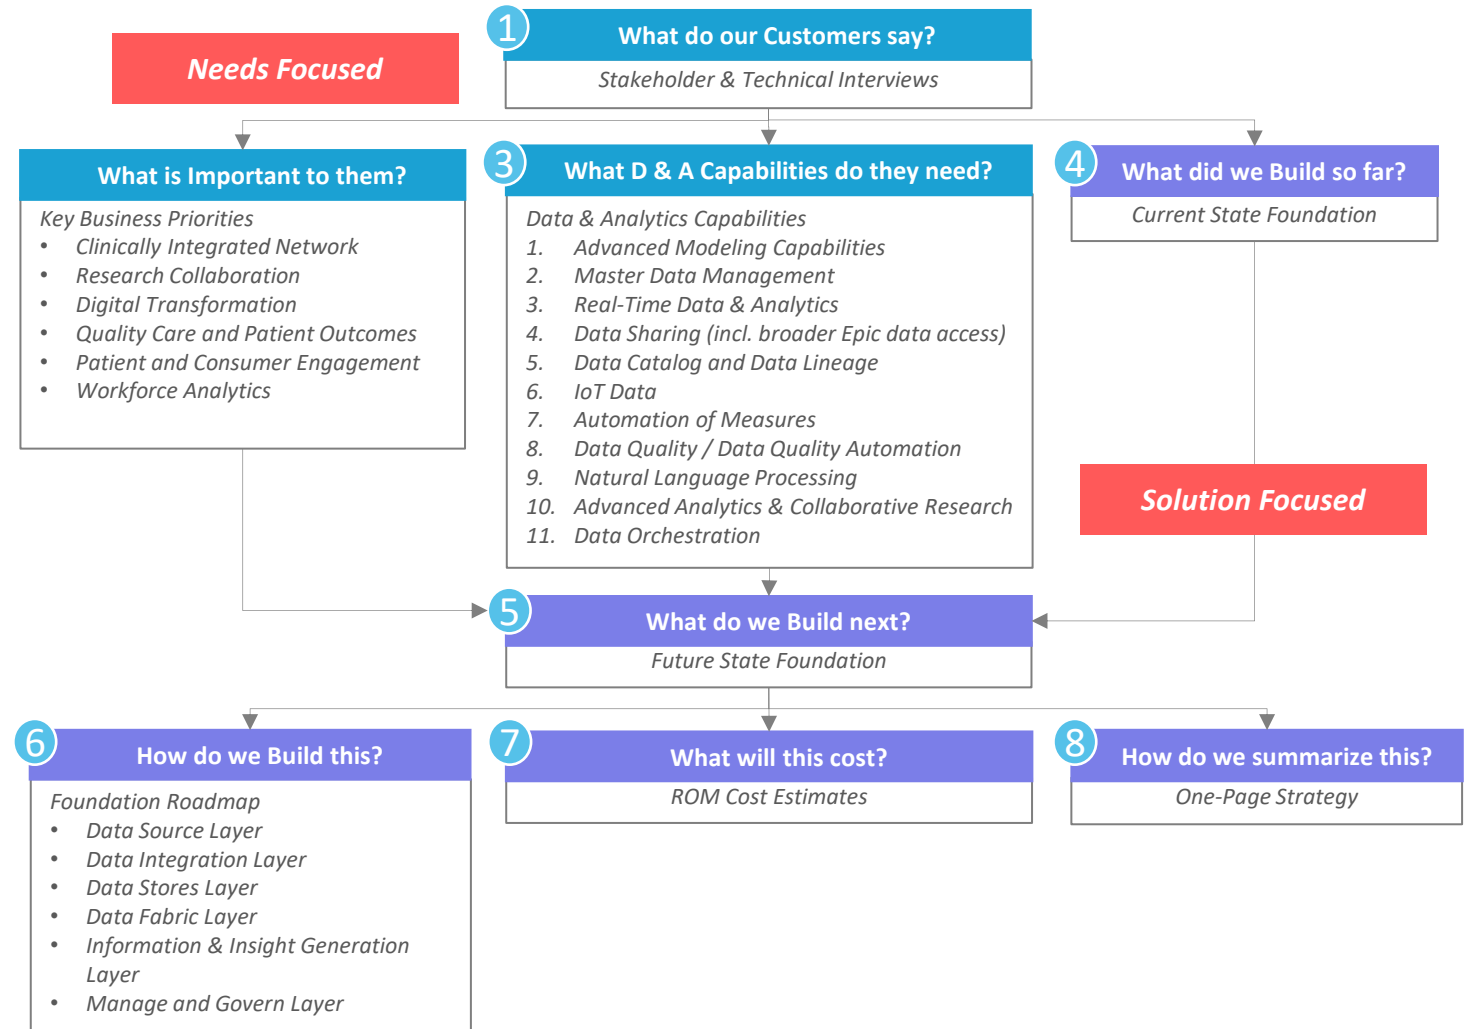 1
What do our Customers say?
Stakeholder & Technical Interviews
Needs Focused
What is Important to them?
Key Business Priorities
• Clinically Integrated Network
• Research Collaboration
• Digital Transformation
• Quality Care and Patient Outcomes
• Patient and Consumer Engagement
• Workforce Analytics
3
What D & A Capabilities do they need?
Data & Analytics Capabilities
1. Advanced Modeling Capabilities
2. Master Data Management
3. Real-Time Data & Analytics
4. Data Sharing (incl. broader Epic data access)
5. Data Catalog and Data Lineage
6. IoT Data
7. Automation of Measures
8. Data Quality / Data Quality Automation
9. Natural Language Processing
10. Advanced Analytics & Collaborative Research
11. Data Orchestration
4
What did we Build so far?
Current State Foundation
Solution Focused
5
What do we Build next?
Future State Foundation
6
How do we Build this?
Foundation Roadmap
• Data Source Layer
• Data Integration Layer
• Data Stores Layer
• Data Fabric Layer
• Information & Insight Generation
Layer
• Manage and Govern Layer
7
What will this cost?
ROM Cost Estimates
8
How do we summarize this?
One-Page Strategy